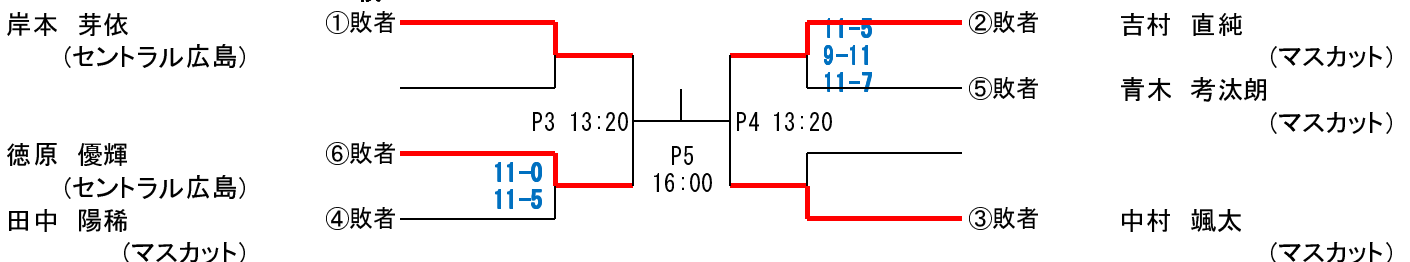 岸本 芽依 ①敗者 11-5 ②敗者 吉村 直純
(セントラル広島) 9-11 (マスカット)
11-7 ⑤敗者 青木 考汰朗
P3 13:20 P4 13:20 (マスカット)
徳原 優輝 ⑥敗者 11-0 P5
(セントラル広島) 11-5 16:00
田中 陽稀 ④敗者 ③敗者 中村 颯太
(マスカット) (マスカット)